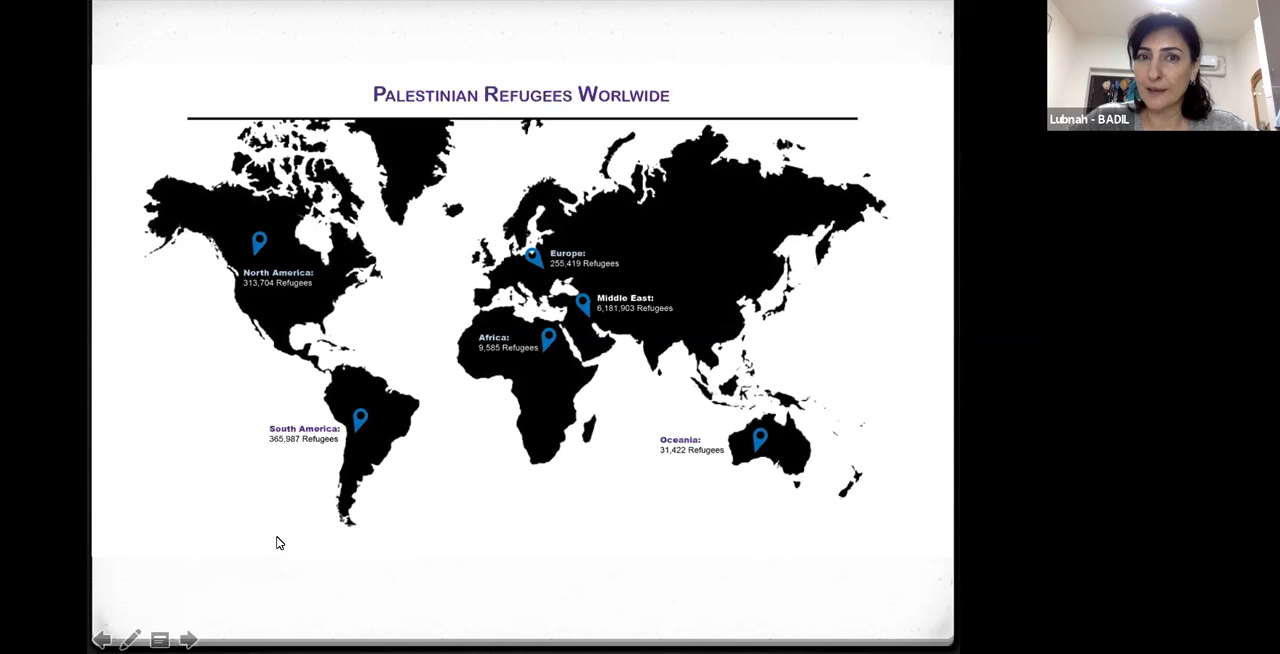 PALESTINIAN REFUGEES WORLWIDE
Lubnah - BADIL
North America:
313,704 Refugees
Europe:
255,419 Refugees
Middle East:
6,181,903 Refugees
Africa:
9,585 Refugees
South America:
365,987 Refugees
Oceania:
31,422 Refugees